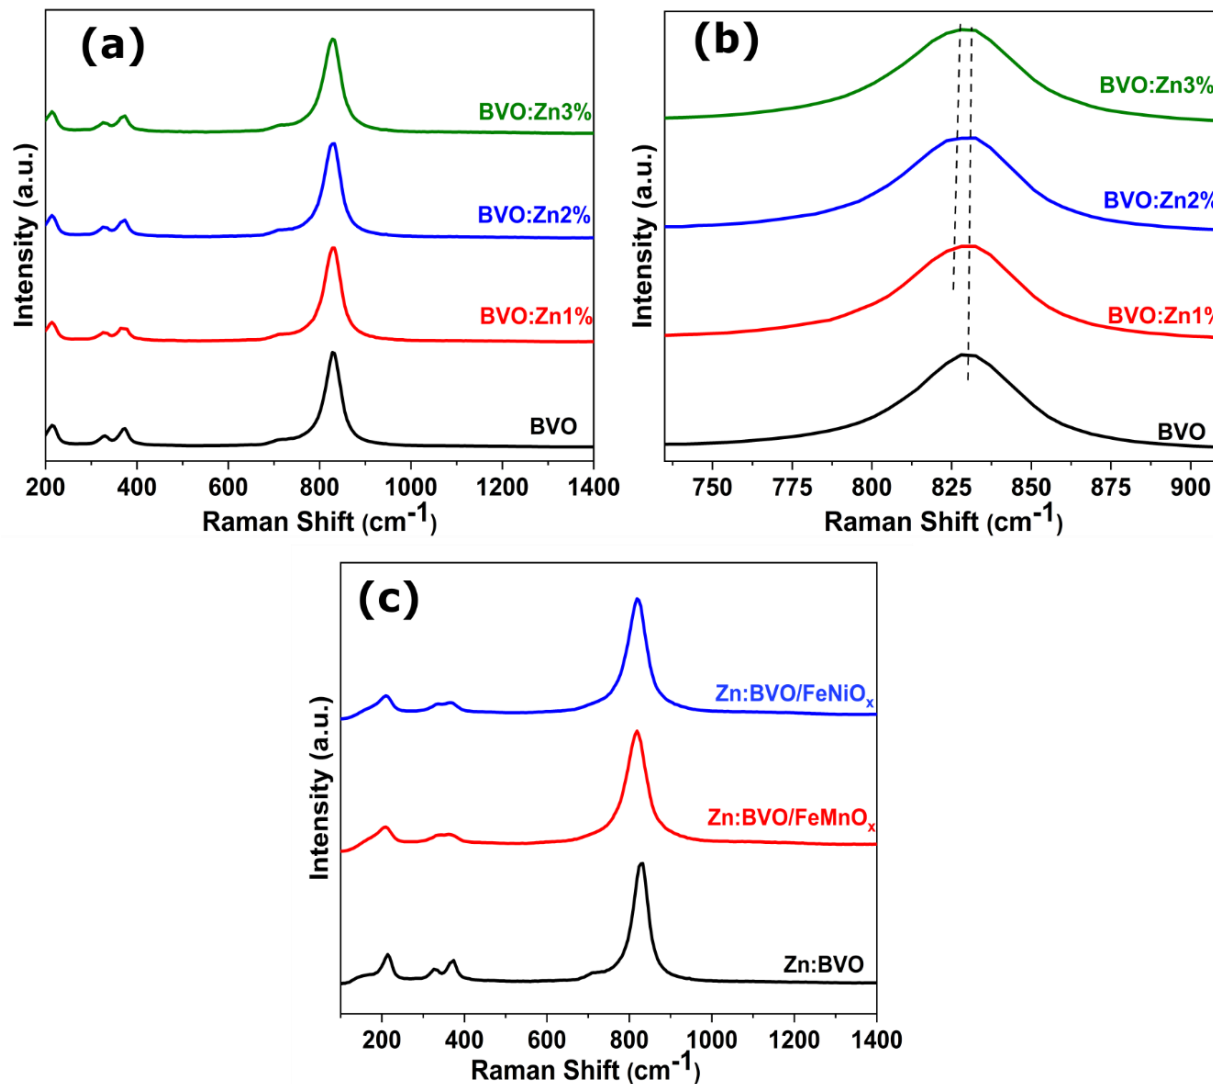 (a)
BVO:Zn3%
BVO:Zn2%
BVO:Zn1%
BVO
Intensity (a.u.)
200 400 600 800 1000 1200 1400
Raman Shift (cm-1)
(b)
BVO:Zn3%
BVO:Zn2%
BVO:Zn1%
BVO
Intensity (a.u.)
750 775 800 825 850 875 900
Raman Shift (cm-1)
(c)
Zn:BVO/FeNiOx
Zn:BVO/FeMnOx
Zn:BVO
Intensity (a.u.)
200 400 600 800 1000 1200 1400
Raman Shift (cm-1)